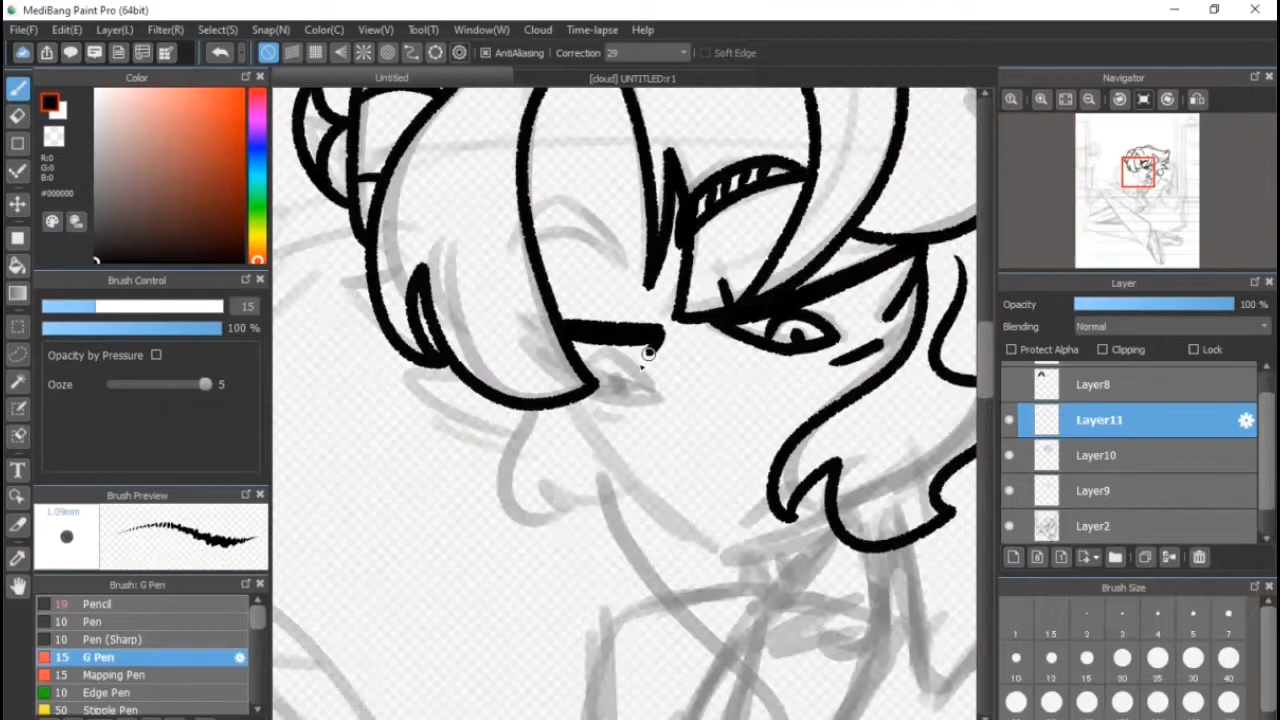 MediBang Paint Pro (64bit)
File(F) Edit(E) Layer(L) Filter(R) Select(S) Snap(N) Color(C) View(V) Tool(T) Window(W) Cloud Time-lapse Help
AntiAliasing Correction 29 Soft Edge
Color
Untitled
[cloud] UNTITLED:r1
Navigator
R:0
G:0
B:0
#000000
Brush Control
15
100 %
Opacity by Pressure
Ooze 5
Layer
Opacity 100 %
Blending Normal
Protect Alpha Clipping Lock
Layer8
Layer11
Layer10
Layer9
Layer2
Brush Preview
1.09mm
Brush: G Pen
19 Pencil
10 Pen
10 Pen (Sharp)
15 G Pen
15 Mapping Pen
10 Edge Pen
50 Stipple Pen
Brush Size
1 1.5 2 3 4 5 7
10 12 15 20 25 30 40